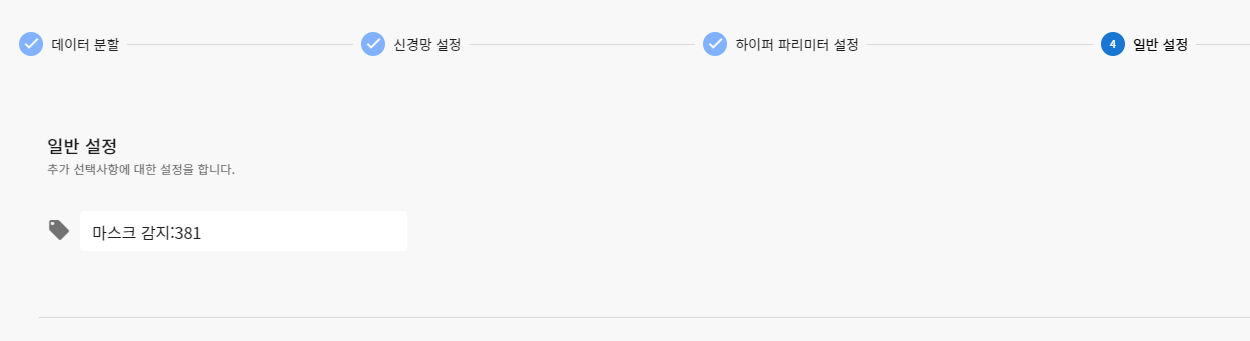 데이터 분할
신경망 설정
하이퍼 파리미터 설정
4 일반 설정
일반 설정
추가 선택사항에 대한 설정을 합니다.
마스크 감지:381